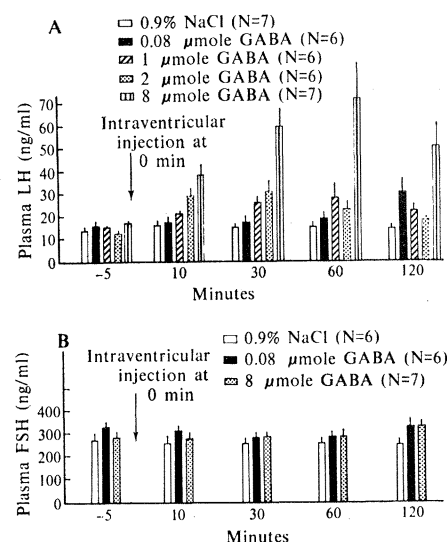 A
0.9% NaCl (N=7)
0.08 μmole GABA (N=6)
1 μmole GABA (N=6)
2 μmole GABA (N=6)
8 μmole GABA (N=7)
Intraventricular
injection at
0 min
Plasma LH (ng/ml)
70
60
50
40
30
20
10
0
-5 10 30 60 120
Minutes
B
0.9% NaCl (N=6)
0.08 μmole GABA (N=6)
8 μmole GABA (N=7)
Intraventricular
injection at
0 min
Plasma FSH (ng/ml)
400
300
200
100
0
-5 10 30 60 120
Minutes